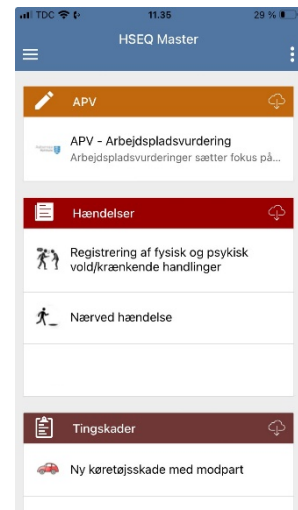 TDC 11.35 29 %
HSEQ Master
APV
APV - Arbejdspladsvurdering
Arbejdspladsvurderinger sætter fokus på...
Hændelser
Registrering af fysisk og psykisk
vold/krænkende handlinger
Nærved hændelse
Tingskader
Ny køretøjsskade med modpart